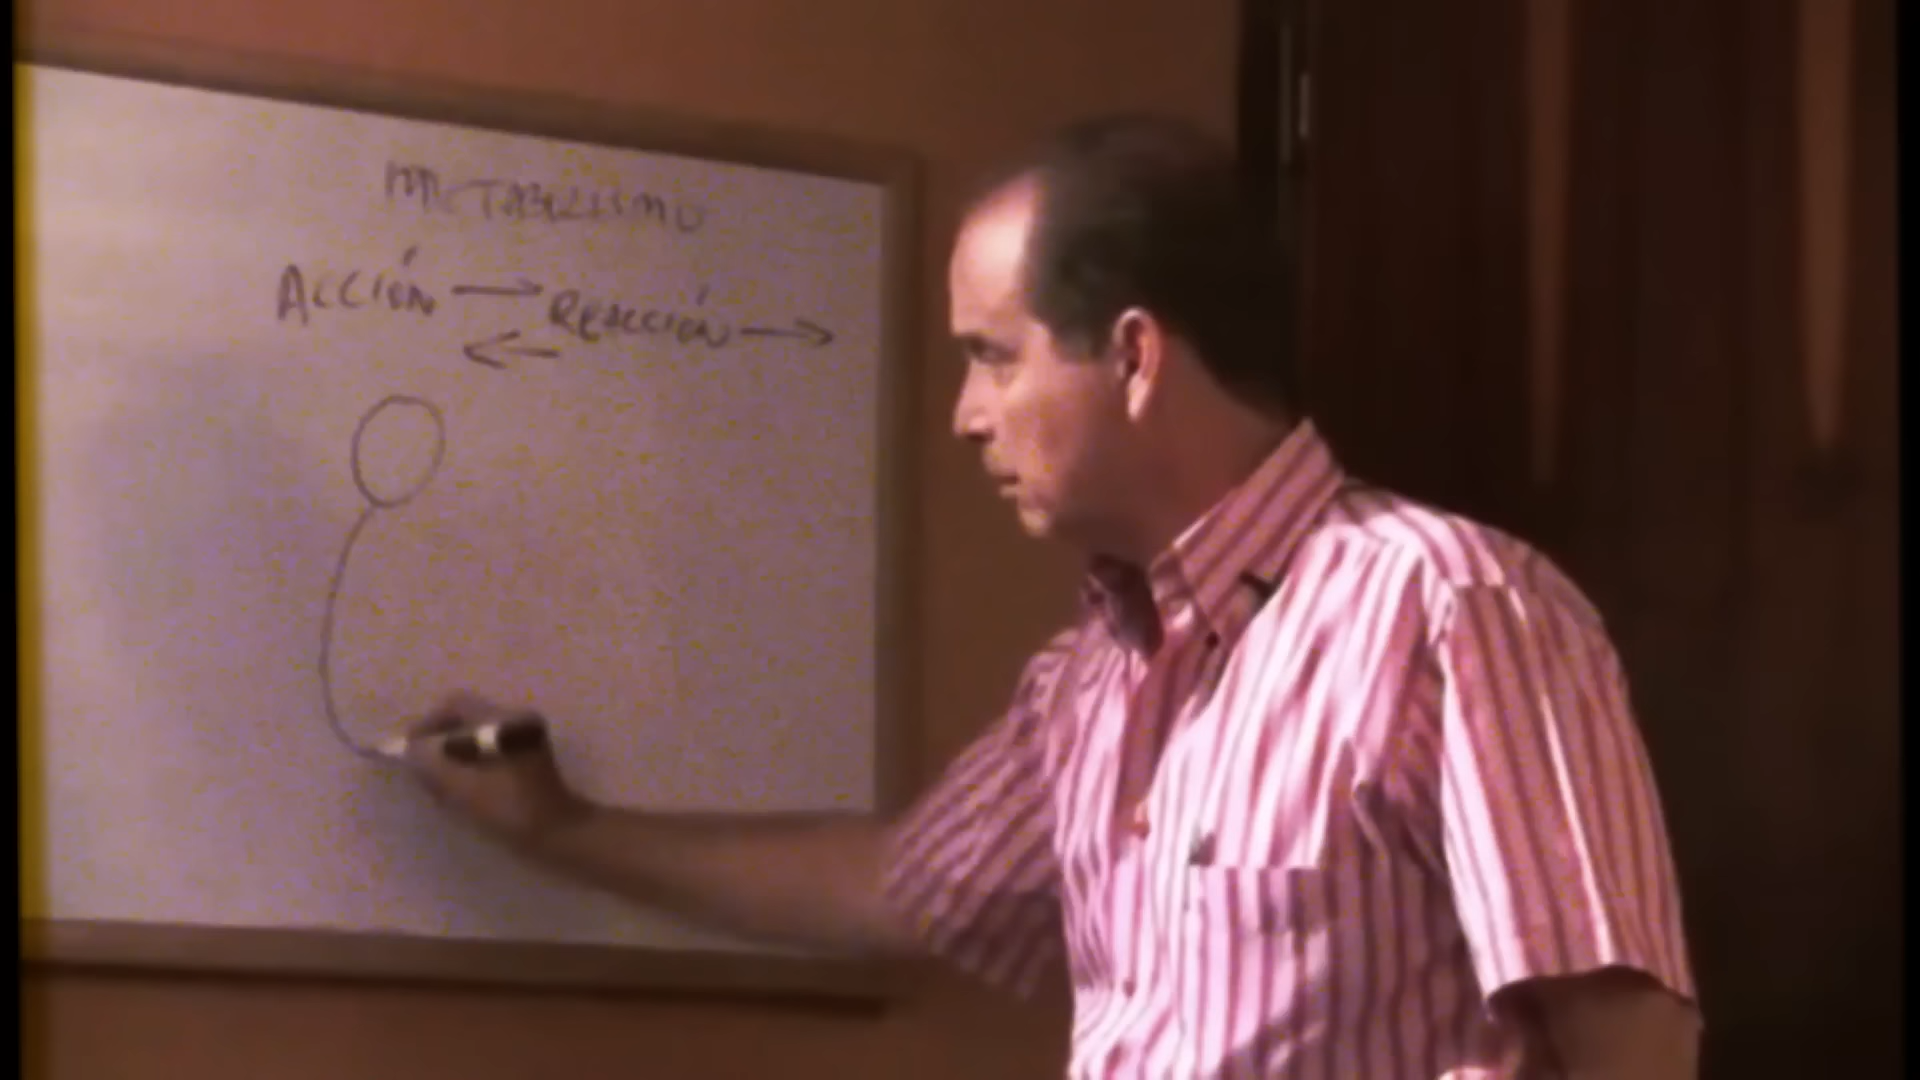 METABOLISMO
ACCIÓN → REACCIÓN →
←